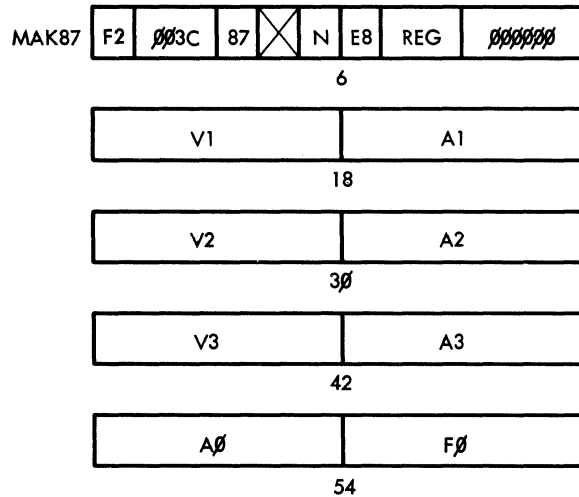 MAK87 F2 ØØ3C 87 N E8 REG ØØØØØØ
6
V1 A1
18
V2 A2
3Ø
V3 A3
42
AØ FØ
54